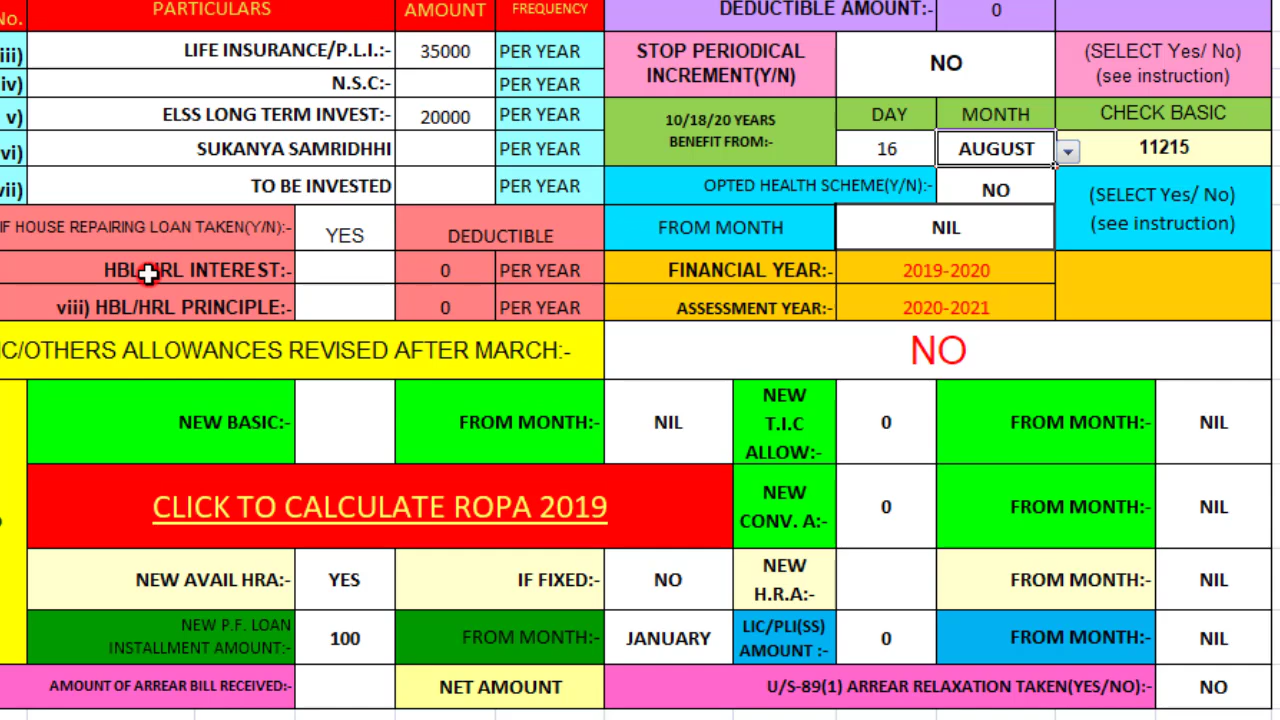 No. PARTICULARS AMOUNT FREQUENCY DEDUCTIBLE AMOUNT:- 0
iii) LIFE INSURANCE/P.L.I.:- 35000 PER YEAR
STOP PERIODICAL
INCREMENT(Y/N)
NO
(SELECT Yes/ No)
(see instruction)
iv) N.S.C:- PER YEAR
v) ELSS LONG TERM INVEST:- 20000 PER YEAR
10/18/20 YEARS
BENEFIT FROM:-
DAY MONTH CHECK BASIC
vi) SUKANYA SAMRIDHHI PER YEAR
16 AUGUST 11215
vii) TO BE INVESTED PER YEAR
OPTED HEALTH SCHEME(Y/N):- NO
(SELECT Yes/ No)
(see instruction)
IF HOUSE REPAIRING LOAN TAKEN(Y/N):- YES DEDUCTIBLE
FROM MONTH NIL
HBL/HRL INTEREST:- 0 PER YEAR
FINANCIAL YEAR:- 2019-2020
viii) HBL/HRL PRINCIPLE:- 0 PER YEAR
ASSESSMENT YEAR:- 2020-2021
IC/OTHERS ALLOWANCES REVISED AFTER MARCH:- NO
NEW BASIC:- FROM MONTH:- NIL
NEW
T.I.C
ALLOW:-
0 FROM MONTH:- NIL
CLICK TO CALCULATE ROPA 2019
NEW
CONV. A:-
0 FROM MONTH:- NIL
NEW AVAIL HRA:- YES IF FIXED:- NO
NEW
H.R.A:-
FROM MONTH:- NIL
NEW P.F. LOAN
INSTALLMENT AMOUNT:-
100 FROM MONTH:- JANUARY
LIC/PLI(SS)
AMOUNT :-
0 FROM MONTH:- NIL
AMOUNT OF ARREAR BILL RECEIVED:- NET AMOUNT U/S-89(1) ARREAR RELAXATION TAKEN(YES/NO):- NO